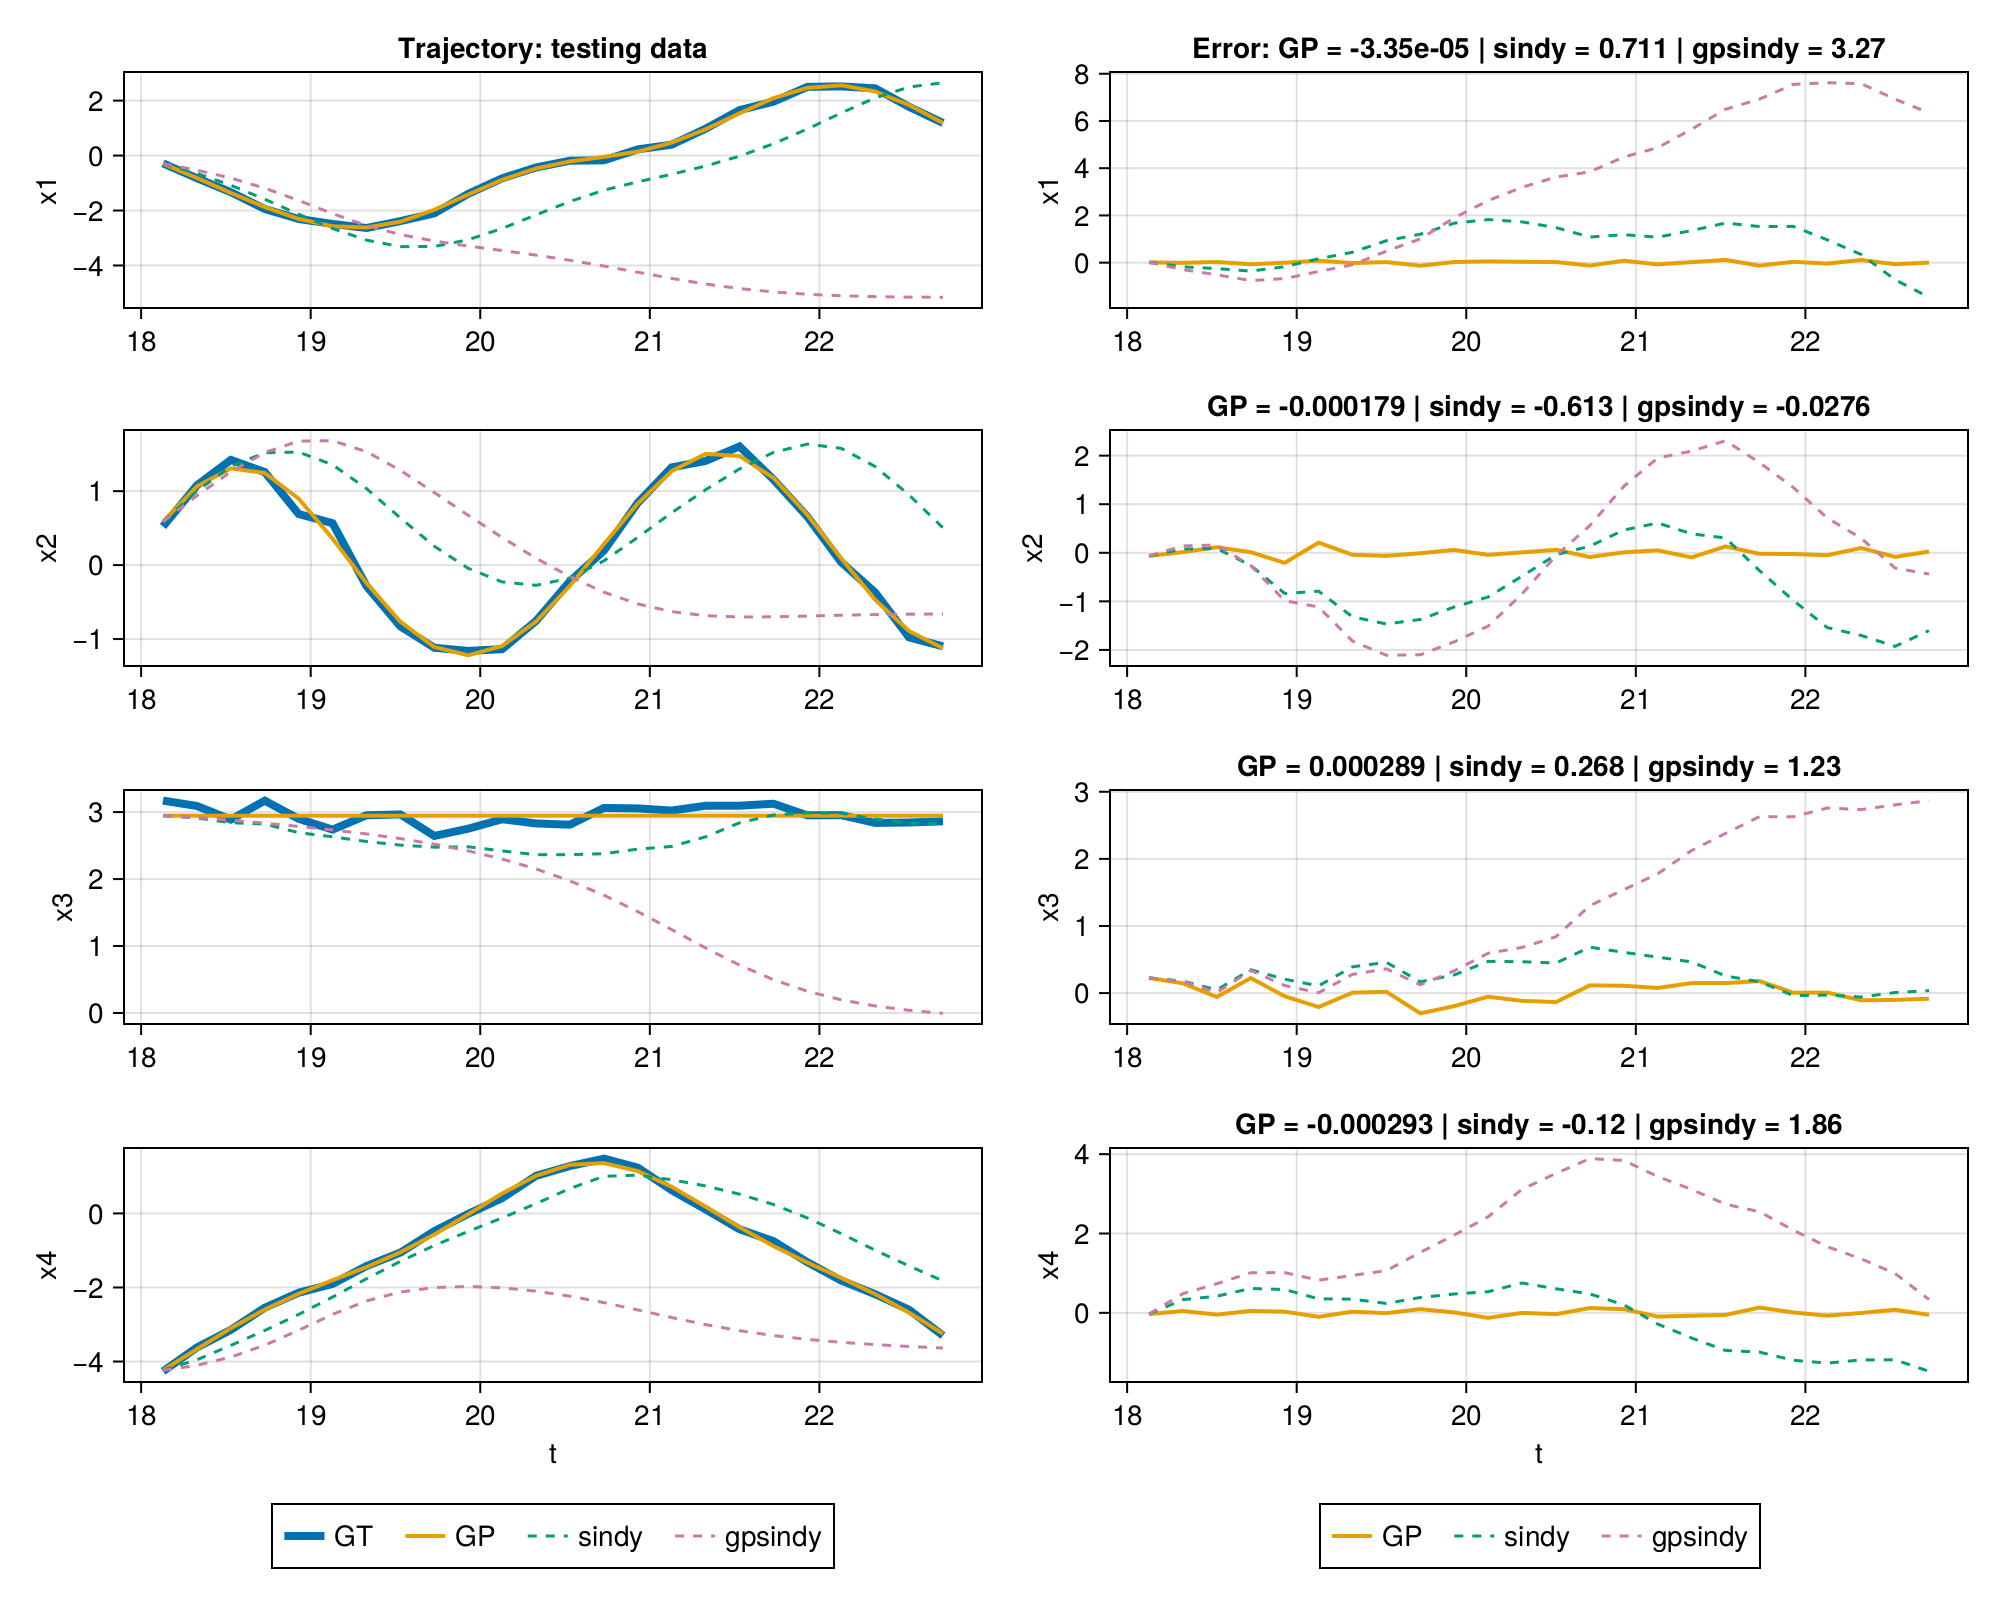 Trajectory: testing data
x1
2
0
−2
−4
18 19 20 21 22
Error: GP = -3.35e-05 | sindy = 0.711 | gpsindy = 3.27
x1
8
6
4
2
0
18 19 20 21 22
x2
1
0
−1
18 19 20 21 22
GP = -0.000179 | sindy = -0.613 | gpsindy = -0.0276
x2
2
1
0
−1
−2
18 19 20 21 22
x3
3
2
1
0
18 19 20 21 22
GP = 0.000289 | sindy = 0.268 | gpsindy = 1.23
x3
3
2
1
0
18 19 20 21 22
x4
0
−2
−4
18 19 20 21 22
t
GP = -0.000293 | sindy = -0.12 | gpsindy = 1.86
x4
4
2
0
18 19 20 21 22
t
GT GP sindy gpsindy
GP sindy gpsindy